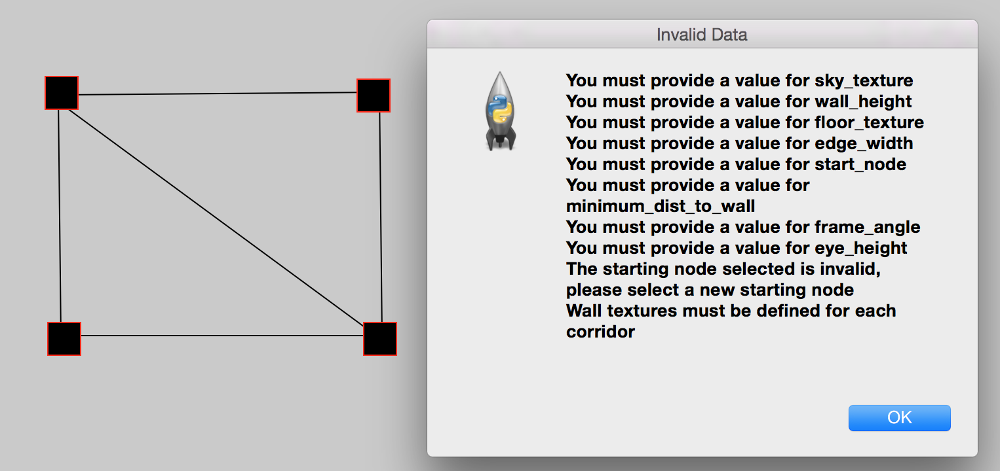 Invalid Data
You must provide a value for sky_texture
You must provide a value for wall_height
You must provide a value for floor_texture
You must provide a value for edge_width
You must provide a value for start_node
You must provide a value for
minimum_dist_to_wall
You must provide a value for frame_angle
You must provide a value for eye_height
The starting node selected is invalid,
please select a new starting node
Wall textures must be defined for each
corridor
OK